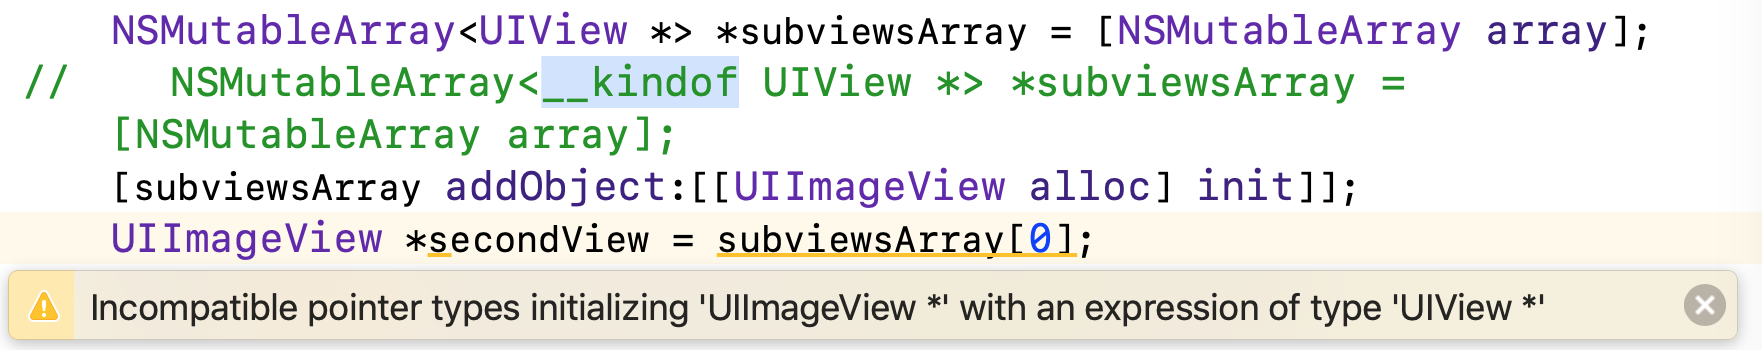 NSMutableArray<UIView *> *subviewsArray = [NSMutableArray array];
//    NSMutableArray<__kindof UIView *> *subviewsArray =
[NSMutableArray array];
[subviewsArray addObject:[[UIImageView alloc] init]];
UIImageView *secondView = subviewsArray[0];
Incompatible pointer types initializing 'UIImageView *' with an expression of type 'UIView *'